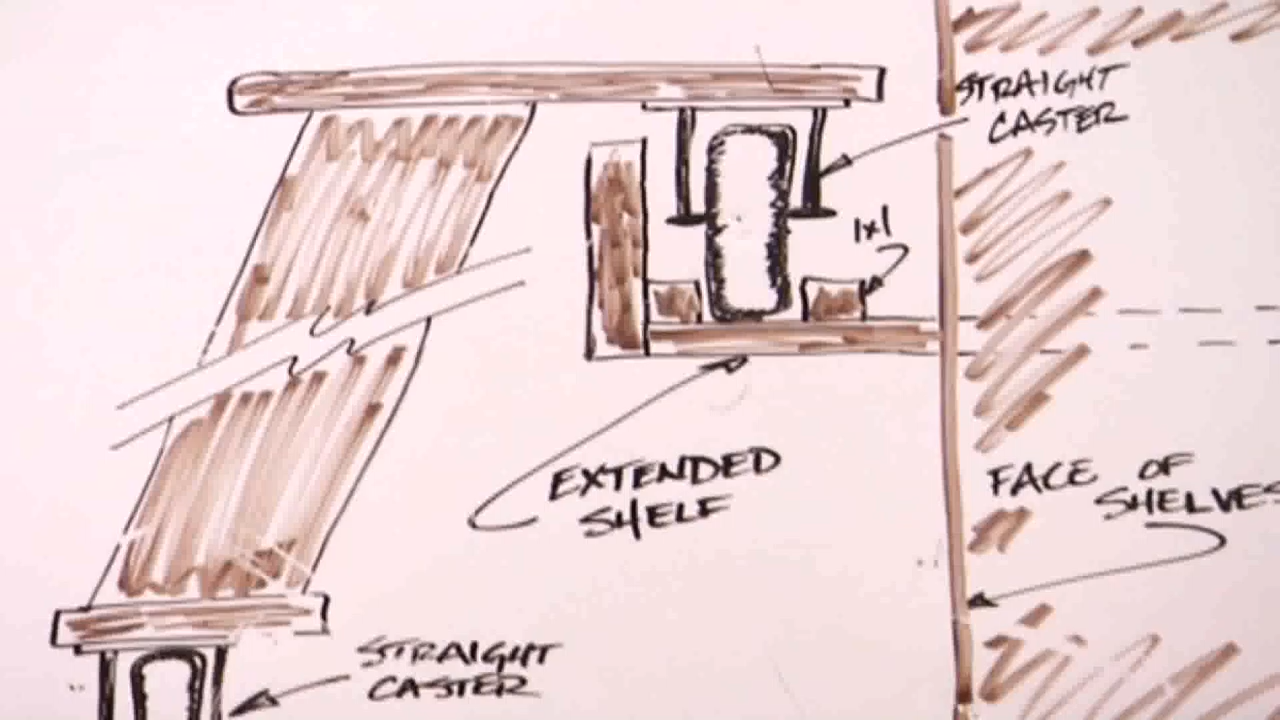 STRAIGHT
CASTER
1x1
EXTENDED
SHELF
FACE OF
SHELVES
STRAIGHT
CASTER